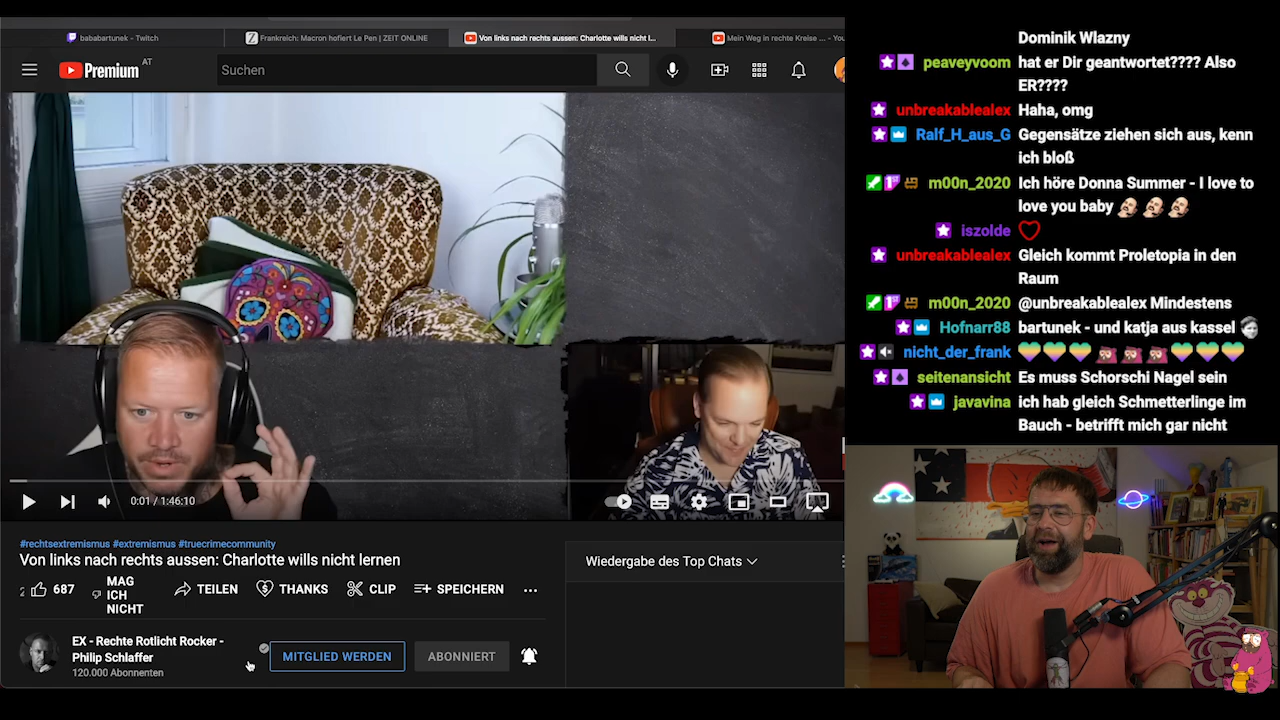 bababartunek - Twitch
Frankreich: Macron hofiert Le Pen | ZEIT ONLINE
Von links nach rechts aussen: Charlotte wills nicht l...
Mein Weg in rechte Kreise ... - You
Premium AT
Suchen
0:01 / 1:46:10
#rechtsextremismus #extremismus #truecrimecommunity
Von links nach rechts aussen: Charlotte wills nicht lernen
687
MAG
ICH
NICHT
TEILEN
THANKS
CLIP
SPEICHERN
...
EX - Rechte Rotlicht Rocker -
Philip Schlaffer
120.000 Abonnenten
MITGLIED WERDEN
ABONNIERT
Wiedergabe des Top Chats
Dominik Wlazny
peaveyvoom hat er Dir geantwortet???? Also
ER????
unbreakablealex Haha, omg
Ralf_H_aus_G Gegensätze ziehen sich aus, kenn
ich bloß
m00n_2020 Ich höre Donna Summer - I love to
love you baby
iszolde
unbreakablealex Gleich kommt Proletopia in den
Raum
m00n_2020 @unbreakablealex Mindestens
Hofnarr88 bartunek - und katja aus kassel
nicht_der_frank
seitenansicht Es muss Schorschi Nagel sein
javavina ich hab gleich Schmetterlinge im
Bauch - betrifft mich gar nicht